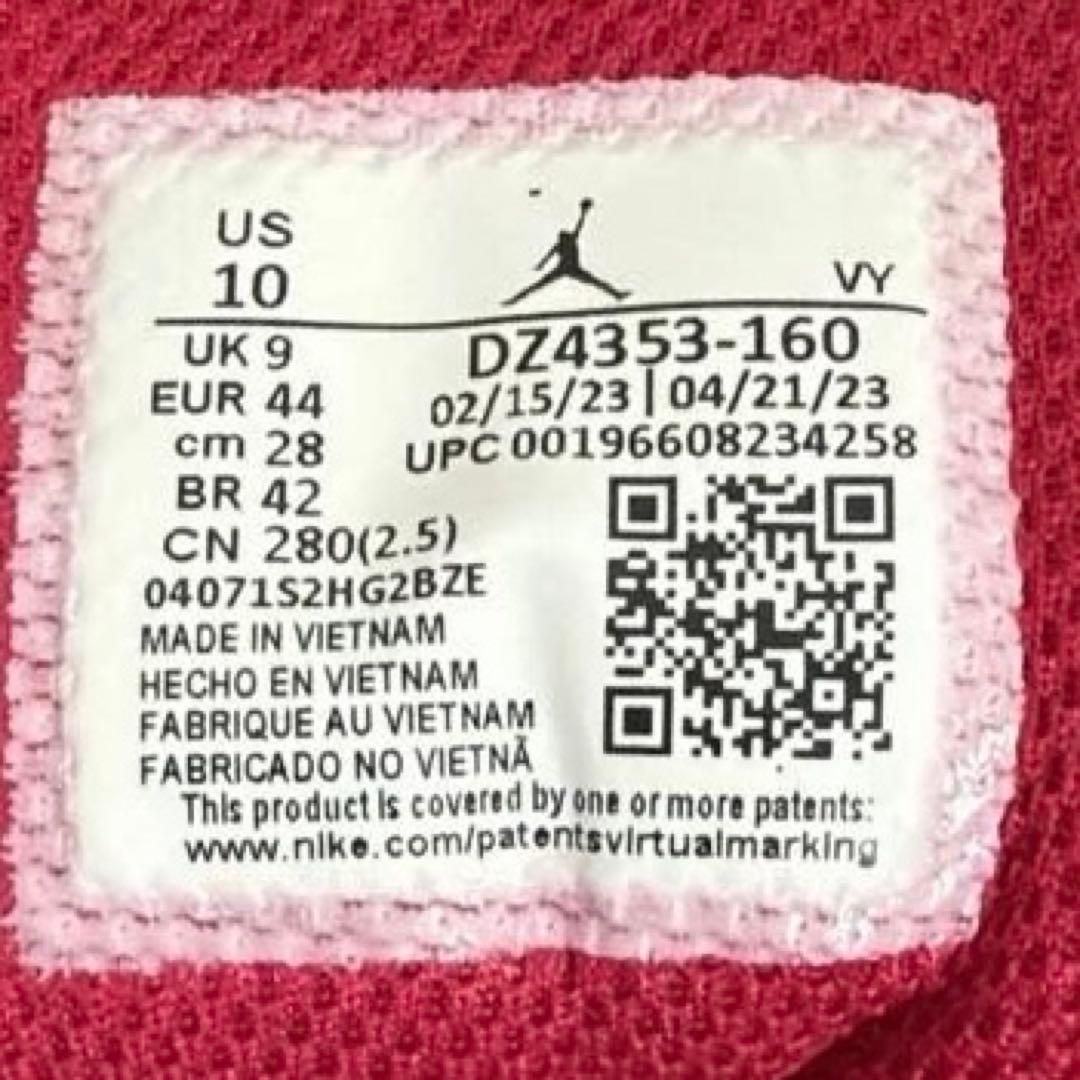 US
10
VY
UK 9
DZ4353-160
EUR 44
02/15/23 | 04/21/23
cm 28
UPC 00196608234258
BR 42
CN 280(2.5)
04071S2HG2BZE
MADE IN VIETNAM
HECHO EN VIETNAM
FABRIQUE AU VIETNAM
FABRICADO NO VIETNÃ
This product is covered by one or more patents:
www.nike.com/patentsvirtualmarking